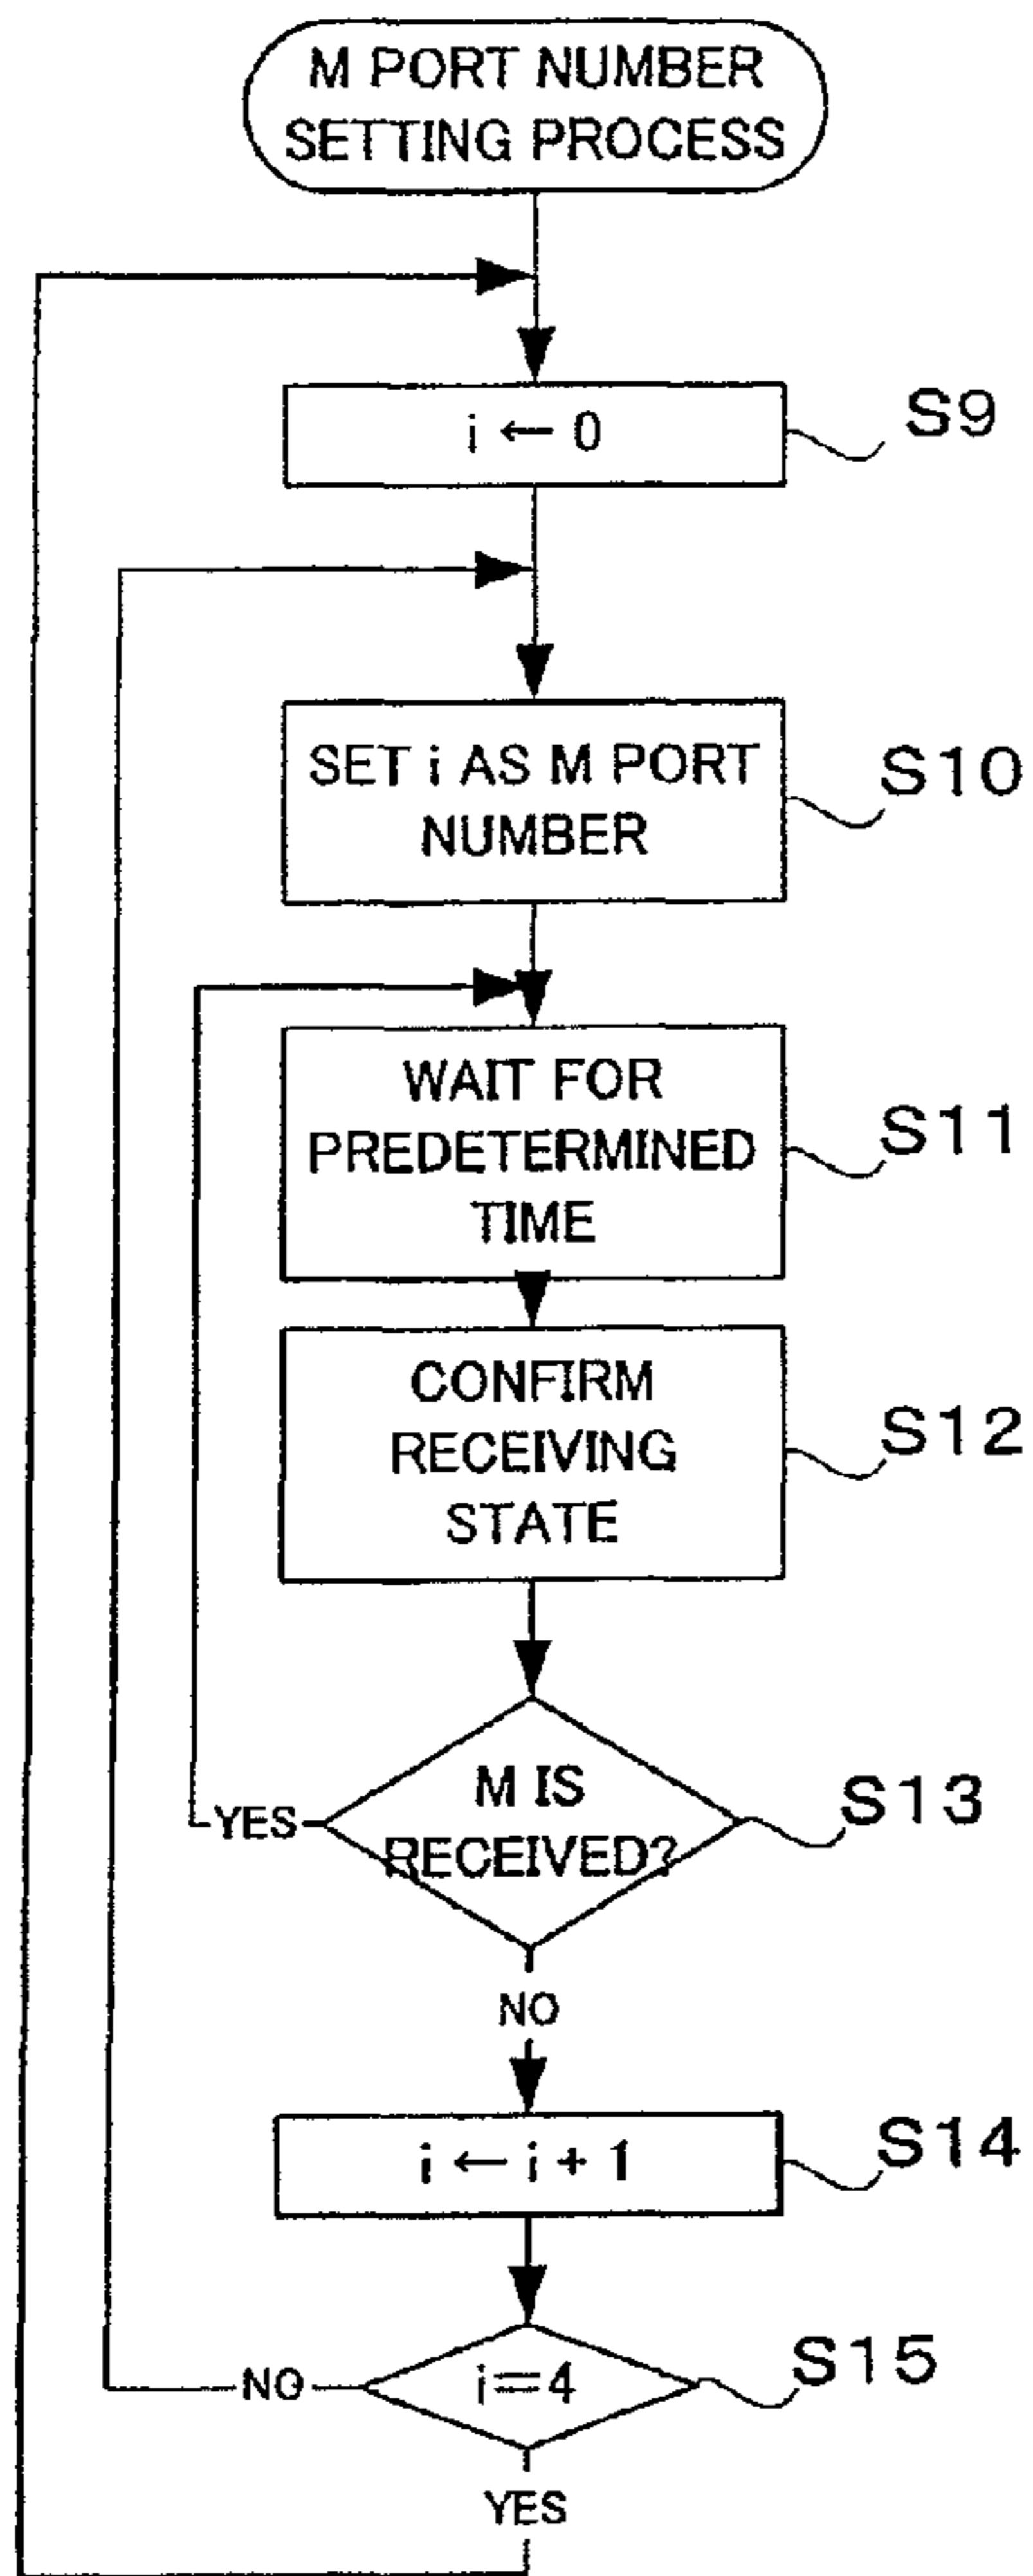 M PORT NUMBER
SETTING PROCESS
i ← 0
S9
SET i AS M PORT
NUMBER
S10
WAIT FOR
PREDETERMINED
TIME
S11
CONFIRM
RECEIVING
STATE
S12
M IS
RECEIVED?
S13
YES
NO
i ← i + 1
S14
i=4
S15
NO
YES